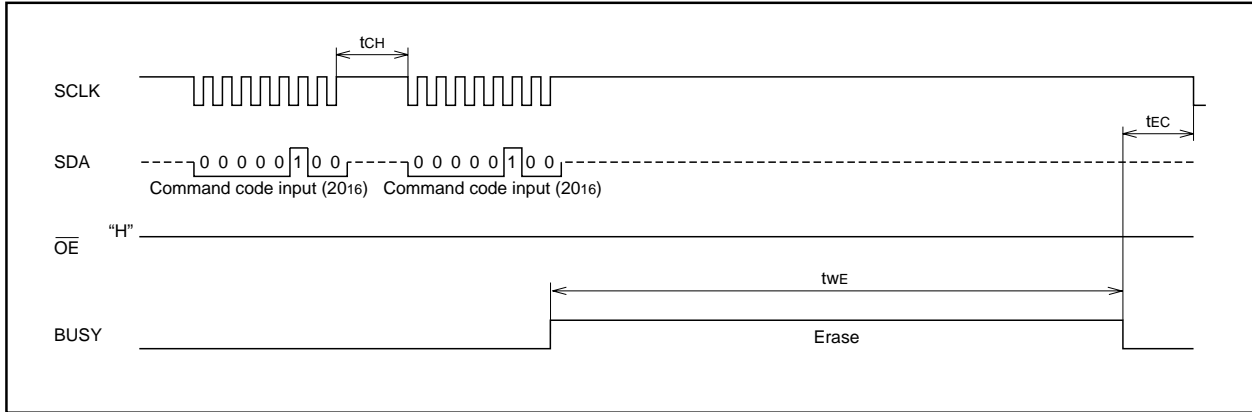 tCH
SCLK
tEC
SDA 0 0 0 0 0 1 0 0 0 0 0 0 0 1 0 0
Command code input (2016) Command code input (2016)
“H”
OE
twE
BUSY Erase